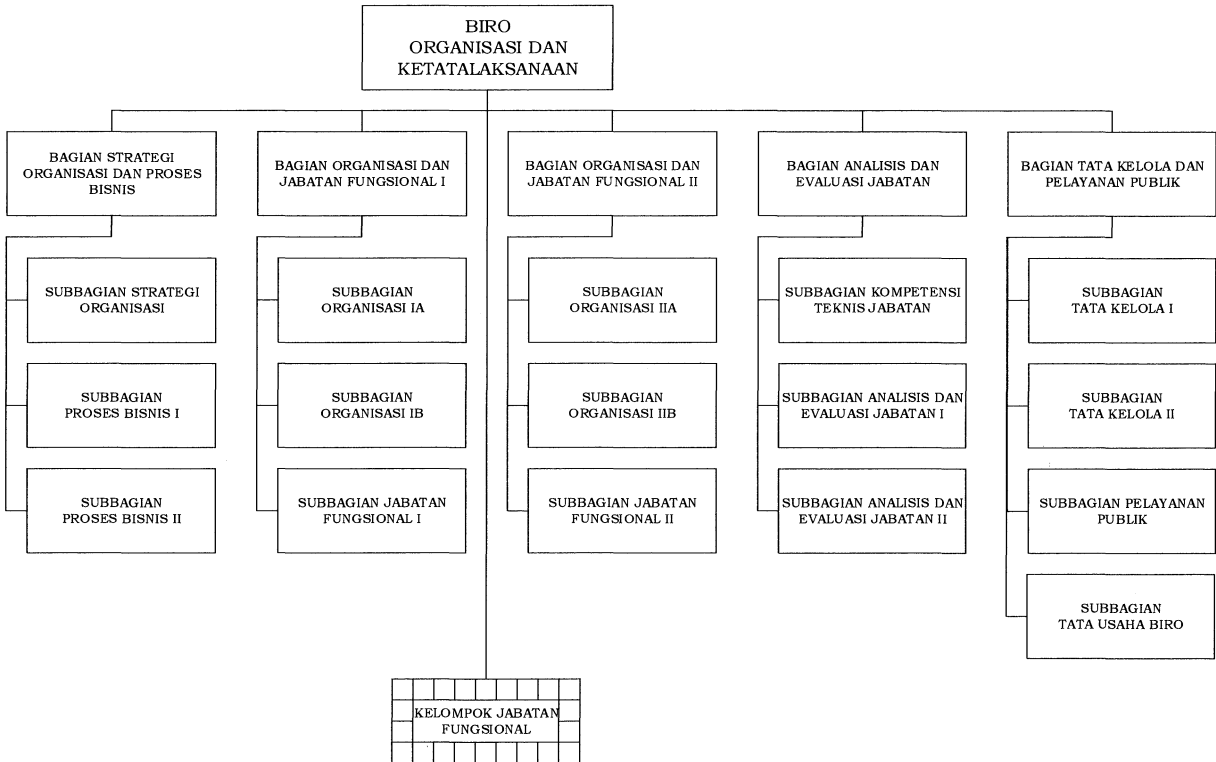 BIRO
ORGANISASI DAN
KETATALAKSANAAN
BAGIAN STRATEGI
ORGANISASI DAN PROSES
BISNIS
BAGIAN ORGANISASI DAN
JABATAN FUNGSIONAL I
BAGIAN ORGANISASI DAN
JABATAN FUNGSIONAL II
BAGIAN ANALISIS DAN
EVALUASI JABATAN
BAGIAN TATA KELOLA DAN
PELAYANAN PUBLIK
SUBBAGIAN STRATEGI
ORGANISASI
SUBBAGIAN
ORGANISASI IA
SUBBAGIAN
ORGANISASI IIA
SUBBAGIAN KOMPETENSI
TEKNIS JABATAN
SUBBAGIAN
TATA KELOLA I
SUBBAGIAN
PROSES BISNIS I
SUBBAGIAN
ORGANISASI IB
SUBBAGIAN
ORGANISASI IIB
SUBBAGIAN ANALISIS DAN
EVALUASI JABATAN I
SUBBAGIAN
TATA KELOLA II
SUBBAGIAN
PROSES BISNIS II
SUBBAGIAN JABATAN
FUNGSIONAL I
SUBBAGIAN JABATAN
FUNGSIONAL II
SUBBAGIAN ANALISIS DAN
EVALUASI JABATAN II
SUBBAGIAN PELAYANAN
PUBLIK
SUBBAGIAN
TATA USAHA BIRO
KELOMPOK JABATAN
FUNGSIONAL